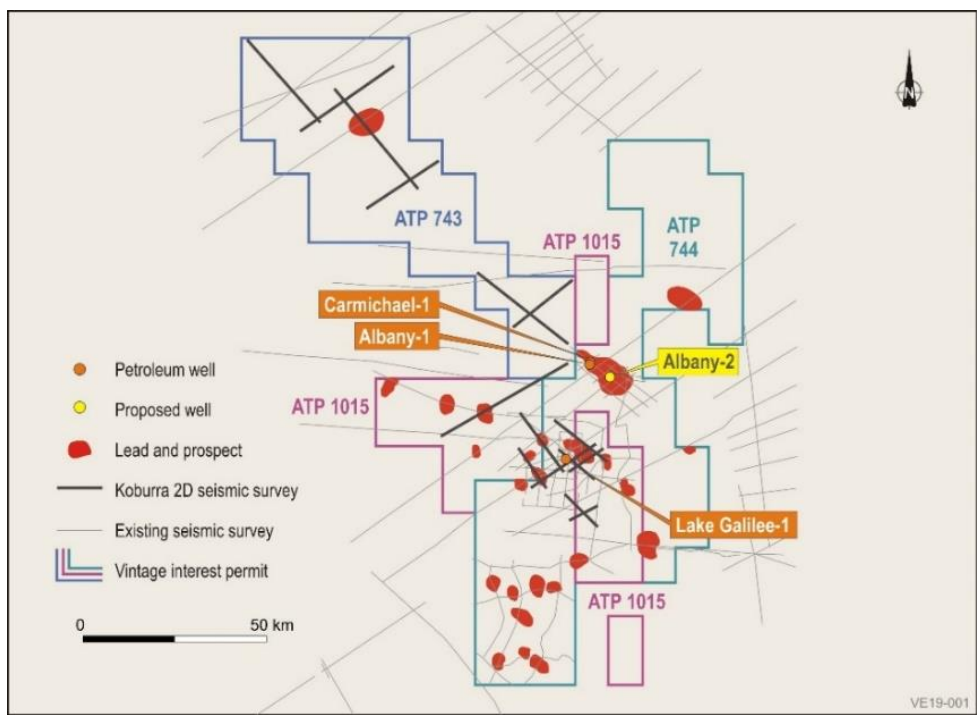 N
ATP 743
ATP 1015
ATP
744
Carmichael-1
Albany-1
Albany-2
ATP 1015
Petroleum well
Proposed well
Lead and prospect
Koburra 2D seismic survey
Existing seismic survey
Vintage interest permit
Lake Galilee-1
ATP 1015
0 50 km
VE19-001